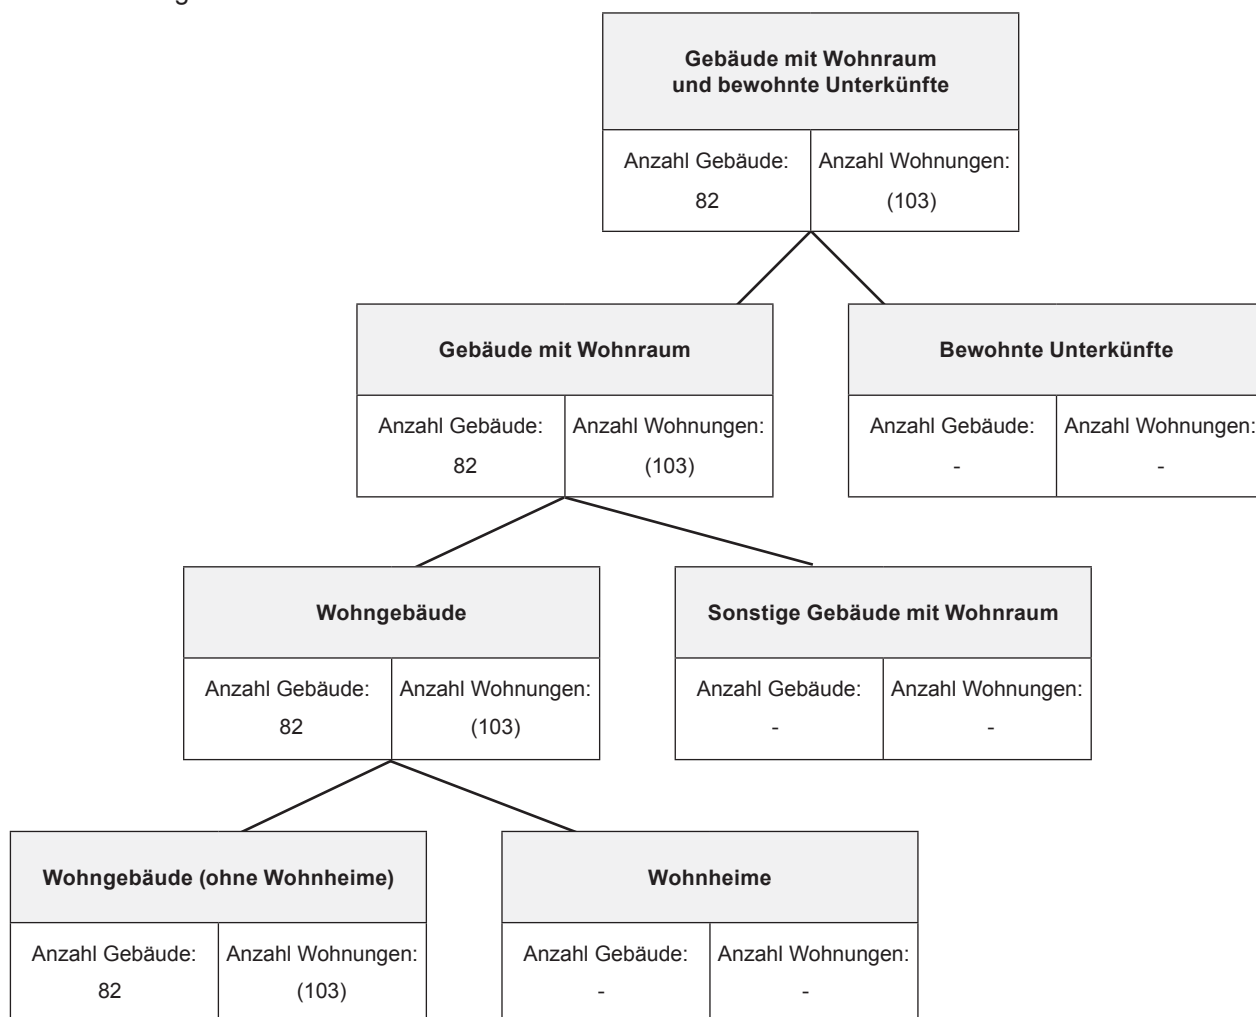 Gebäude mit Wohnraum
und bewohnte Unterkünfte
Anzahl Gebäude: Anzahl Wohnungen:
82 (103)
Gebäude mit Wohnraum
Anzahl Gebäude: Anzahl Wohnungen:
82 (103)
Bewohnte Unterkünfte
Anzahl Gebäude: Anzahl Wohnungen:
- -
Wohngebäude
Anzahl Gebäude: Anzahl Wohnungen:
82 (103)
Sonstige Gebäude mit Wohnraum
Anzahl Gebäude: Anzahl Wohnungen:
- -
Wohngebäude (ohne Wohnheime)
Anzahl Gebäude: Anzahl Wohnungen:
82 (103)
Wohnheime
Anzahl Gebäude: Anzahl Wohnungen:
- -